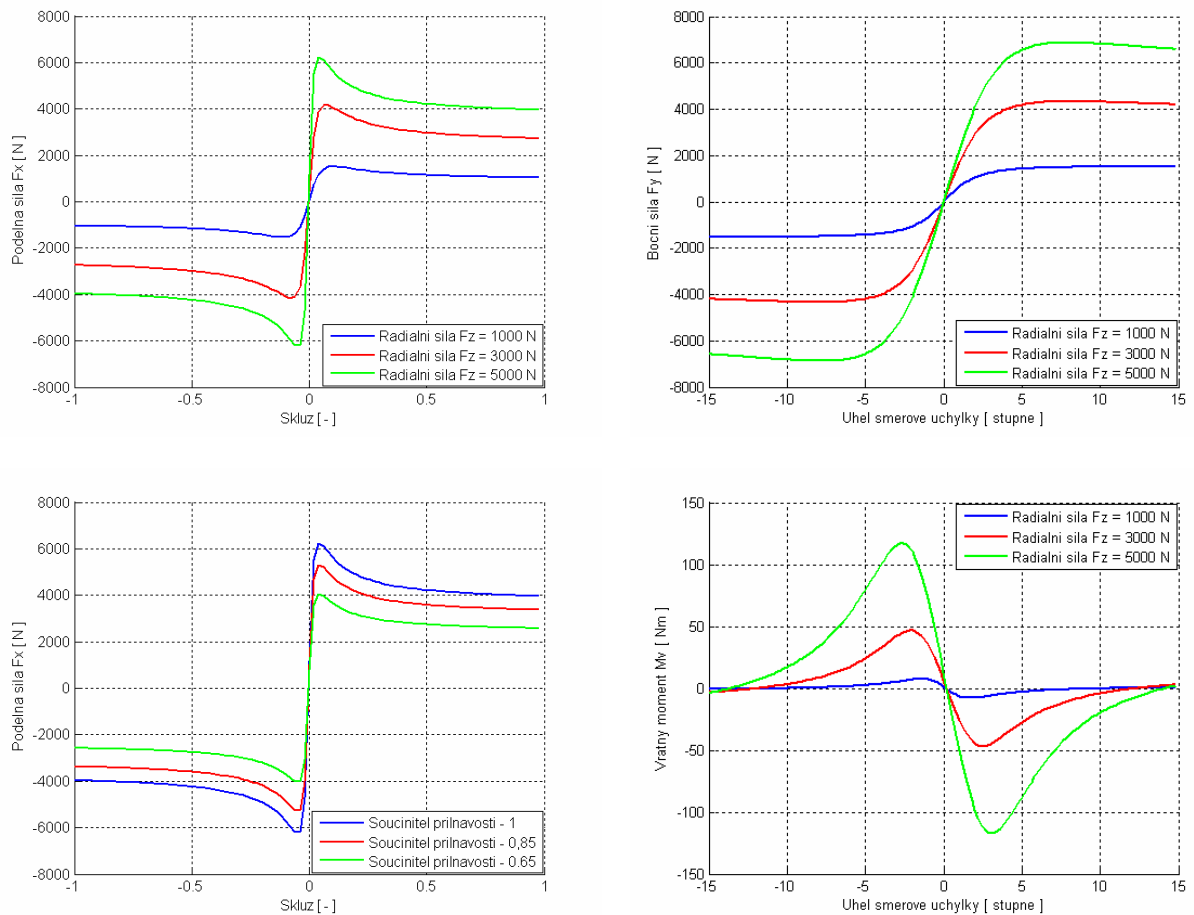 8000
6000
4000
2000
0
-2000
-4000
-6000
-8000
Podelna sila Fx [ N ]
Radialni sila Fz = 1000 N
Radialni sila Fz = 3000 N
Radialni sila Fz = 5000 N
-1
-0.5
0
0.5
1
Skluz [ - ]
8000
6000
4000
2000
0
-2000
-4000
-6000
-8000
Bocni sila Fy [ N ]
Radialni sila Fz = 1000 N
Radialni sila Fz = 3000 N
Radialni sila Fz = 5000 N
-15
-10
-5
0
5
10
15
Uhel smerove uchylky [ stupne ]
8000
6000
4000
2000
0
-2000
-4000
-6000
-8000
Podelna sila Fx [ N ]
Soucinitel prilnavosti - 1
Soucinitel prilnavosti - 0,85
Soucinitel prilnavosti - 0.65
-1
-0.5
0
0.5
1
Skluz [ - ]
150
100
50
0
-50
-100
-150
Vratny moment Mv [ Nm ]
Radialni sila Fz = 1000 N
Radialni sila Fz = 3000 N
Radialni sila Fz = 5000 N
-15
-10
-5
0
5
10
15
Uhel smerove uchylky [ stupne ]